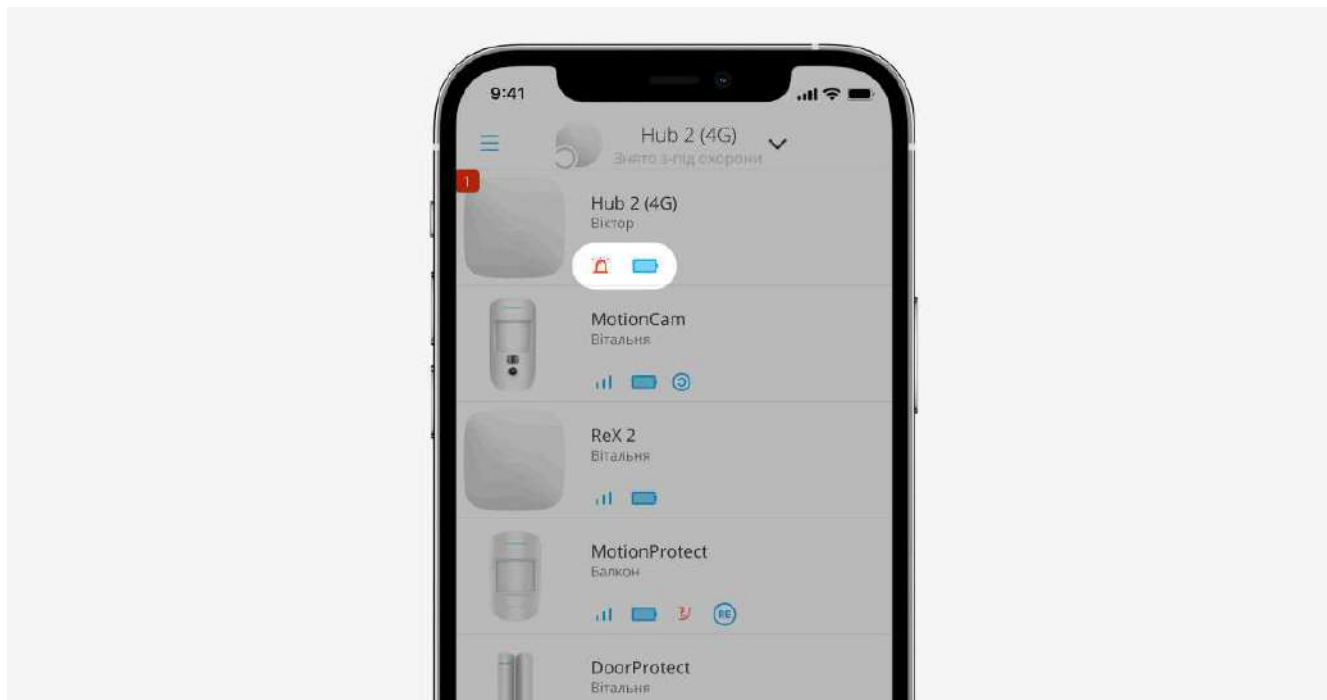 9:41
Hub 2 (4G)
Знято з-під охорони
1
Hub 2 (4G)
Віктор
MotionCam
Вітальня
ReX 2
Вітальня
MotionProtect
Балкон
RE
DoorProtect
Вітальня